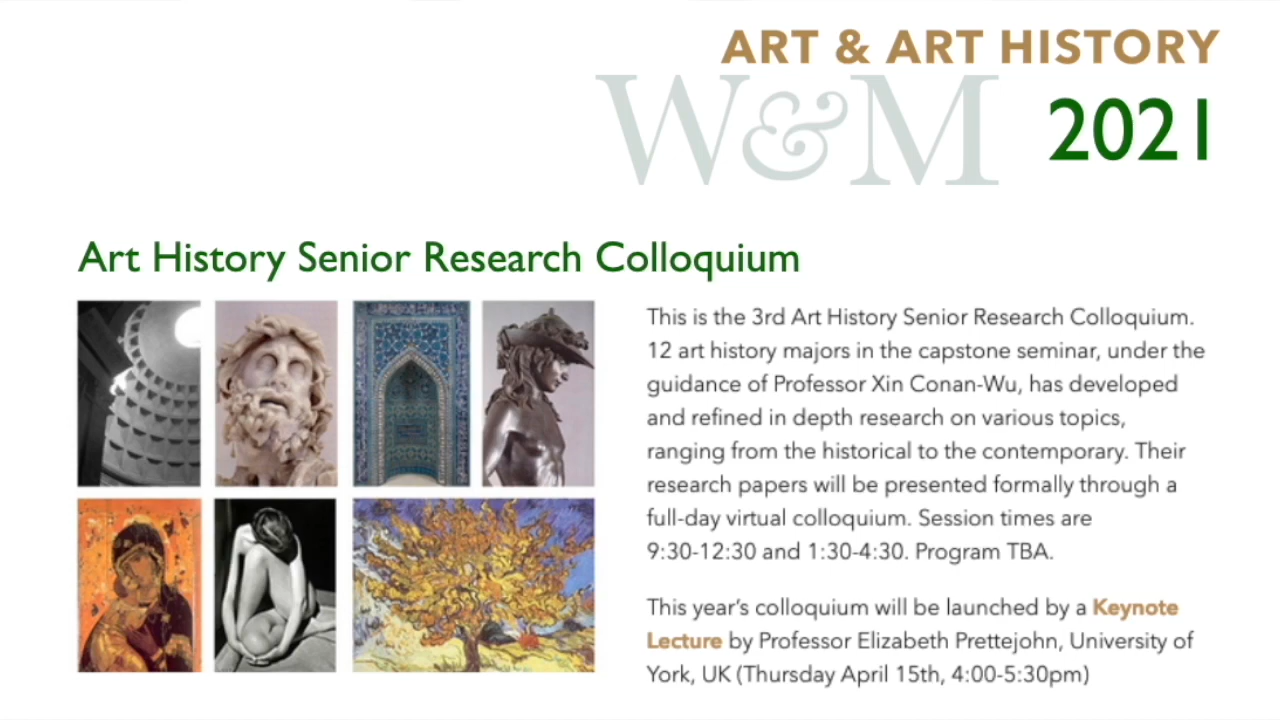 ART & ART HISTORY
W&M
2021
Art History Senior Research Colloquium
This is the 3rd Art History Senior Research Colloquium.
12 art history majors in the capstone seminar, under the
guidance of Professor Xin Conan-Wu, has developed
and refined in depth research on various topics,
ranging from the historical to the contemporary. Their
research papers will be presented formally through a
full-day virtual colloquium. Session times are
9:30-12:30 and 1:30-4:30. Program TBA.
This year's colloquium will be launched by a Keynote
Lecture by Professor Elizabeth Prettejohn, University of
York, UK (Thursday April 15th, 4:00-5:30pm)